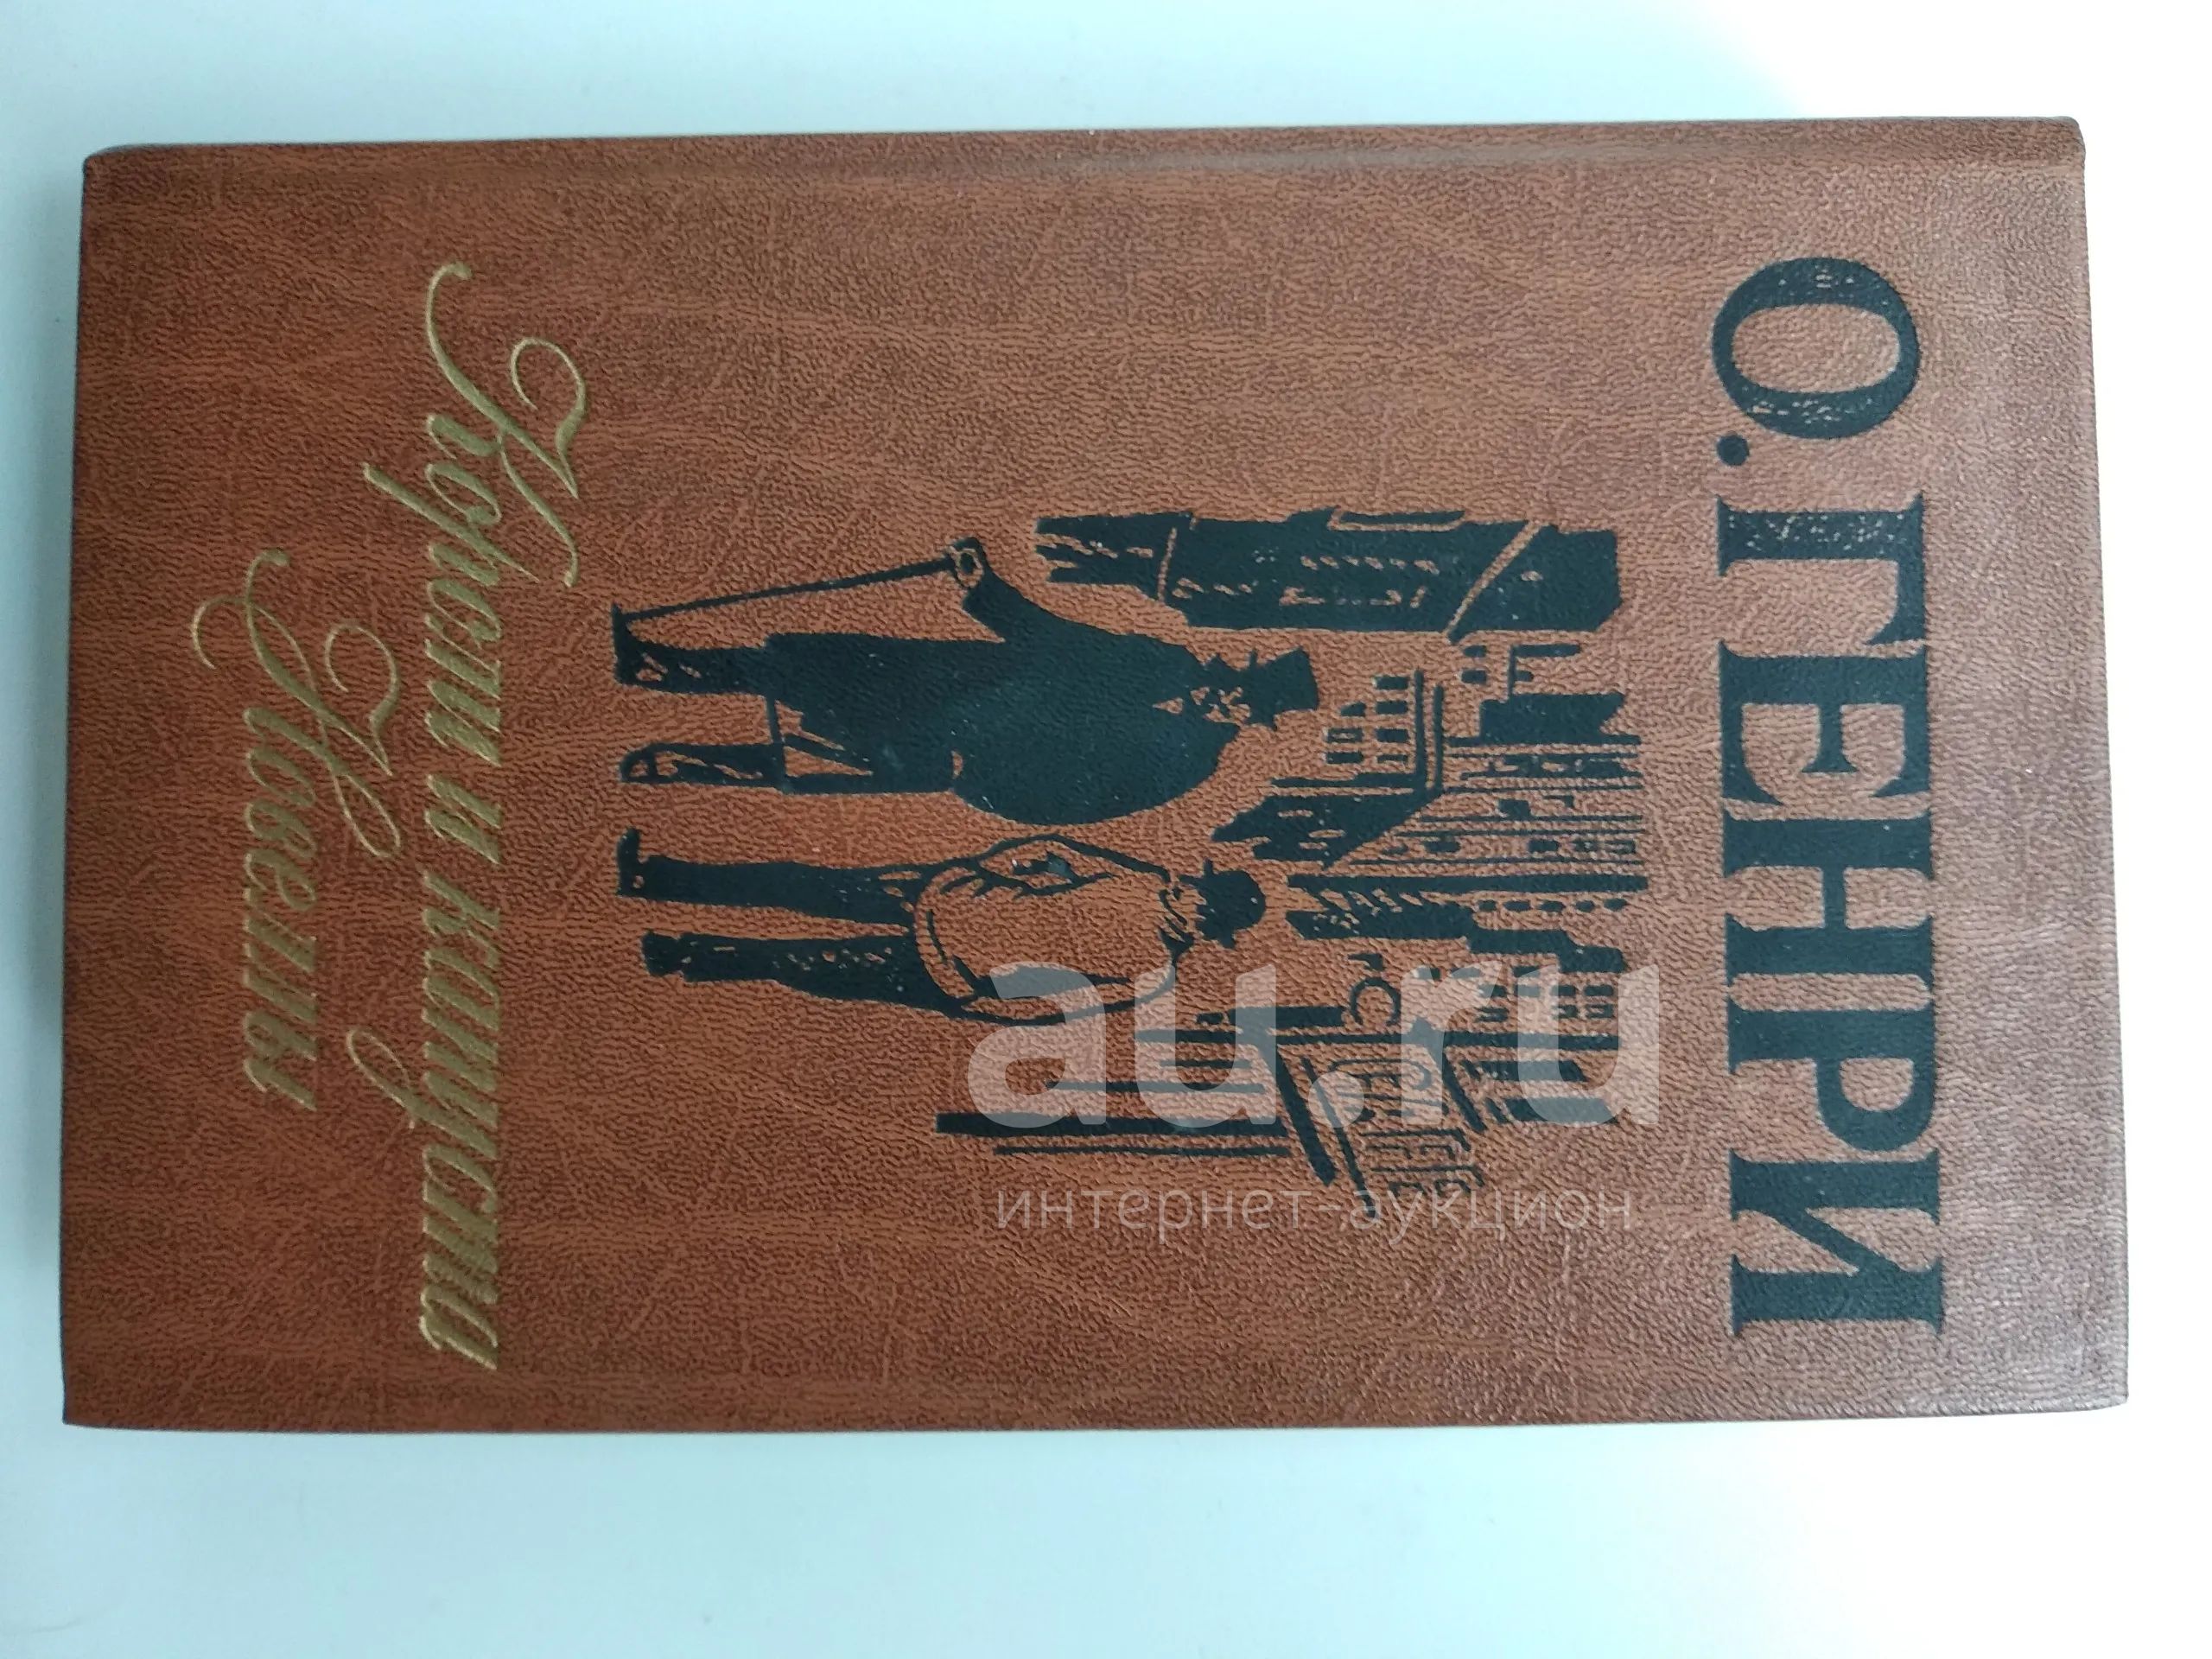 О. ГЕНРИ
Короли и капуста
Новеллы
au.ru
интернет-аукцион